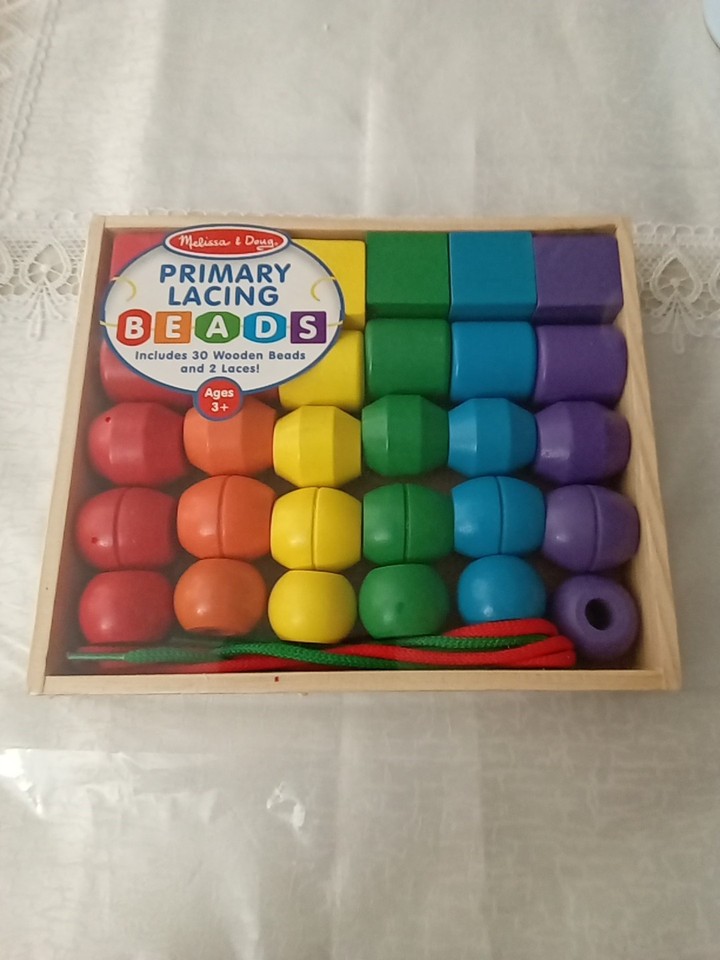 Melissa & Doug.
PRIMARY
LACING
BEADS
Includes 30 Wooden Beads
and 2 Laces!
Ages
3+